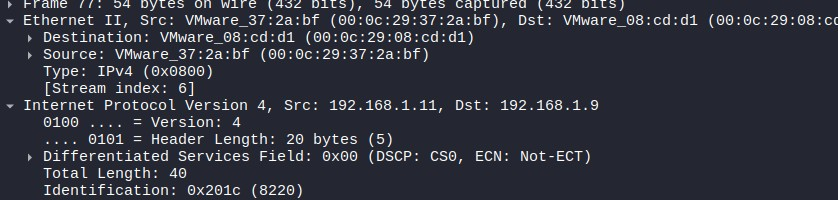 Frame 77: 54 bytes on wire (432 bits), 54 bytes captured (432 bits)
Ethernet II, Src: VMware_37:2a:bf (00:0c:29:37:2a:bf), Dst: VMware_08:cd:d1 (00:0c:29:08:cd
Destination: VMware_08:cd:d1 (00:0c:29:08:cd:d1)
Source: VMware_37:2a:bf (00:0c:29:37:2a:bf)
Type: IPv4 (0x0800)
[Stream index: 6]
Internet Protocol Version 4, Src: 192.168.1.11, Dst: 192.168.1.9
0100 .... = Version: 4
.... 0101 = Header Length: 20 bytes (5)
Differentiated Services Field: 0x00 (DSCP: CS0, ECN: Not-ECT)
Total Length: 40
Identification: 0x201c (8220)